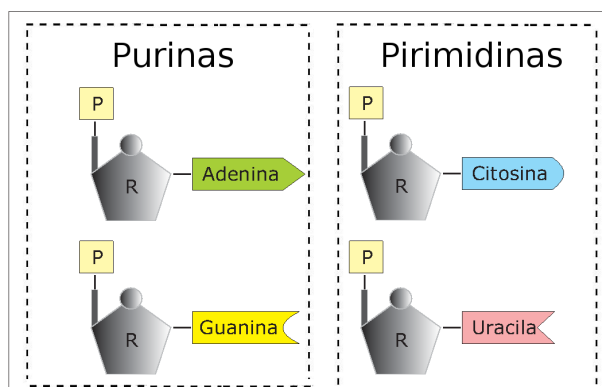 Purinas
P
R
Adenina
P
R
Guanina
Pirimidinas
P
R
Citosina
P
R
Uracila